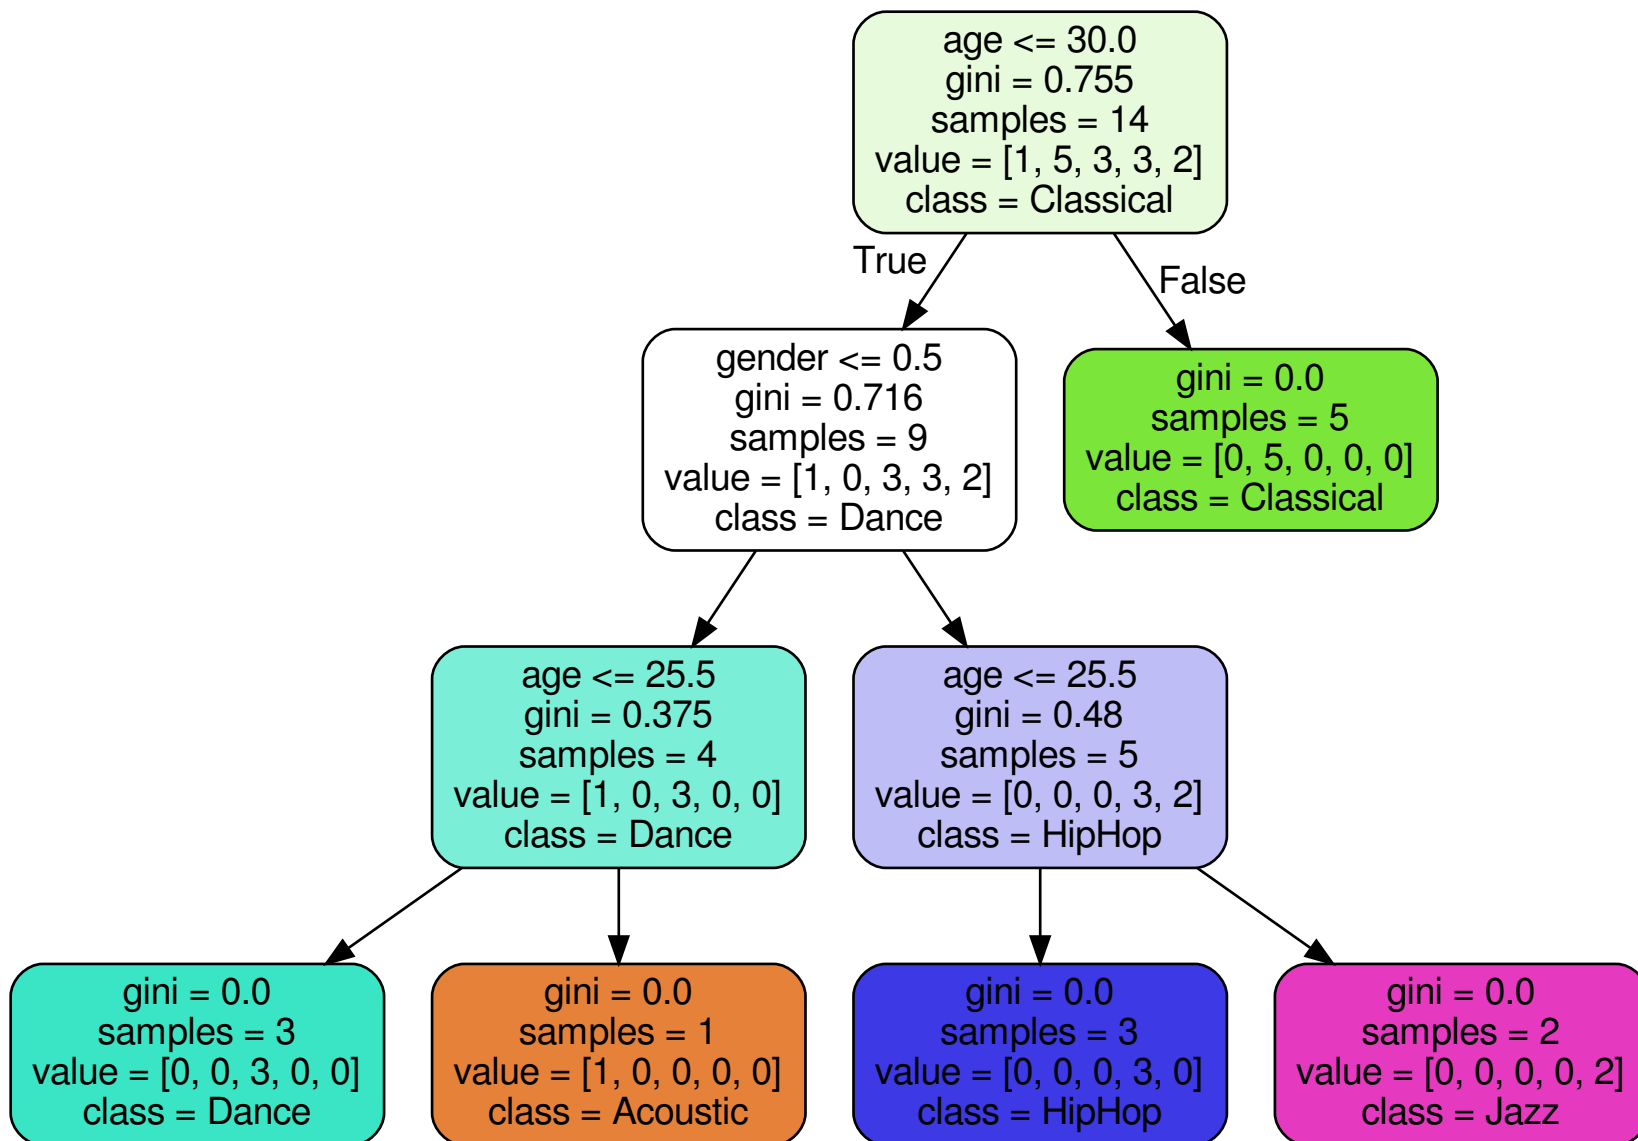 age <= 30.0
gini = 0.755
samples = 14
value = [1, 5, 3, 3, 2]
class = Classical
True
False
gender <= 0.5
gini = 0.716
samples = 9
value = [1, 0, 3, 3, 2]
class = Dance
gini = 0.0
samples = 5
value = [0, 5, 0, 0, 0]
class = Classical
age <= 25.5
gini = 0.375
samples = 4
value = [1, 0, 3, 0, 0]
class = Dance
age <= 25.5
gini = 0.48
samples = 5
value = [0, 0, 0, 3, 2]
class = HipHop
gini = 0.0
samples = 3
value = [0, 0, 3, 0, 0]
class = Dance
gini = 0.0
samples = 1
value = [1, 0, 0, 0, 0]
class = Acoustic
gini = 0.0
samples = 3
value = [0, 0, 0, 3, 0]
class = HipHop
gini = 0.0
samples = 2
value = [0, 0, 0, 0, 2]
class = Jazz